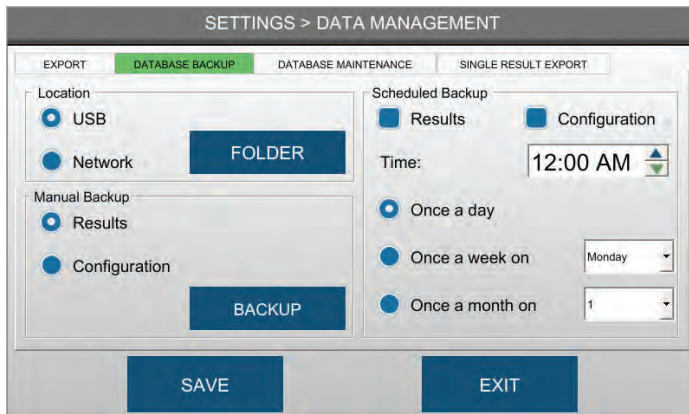 SETTINGS > DATA MANAGEMENT
EXPORT DATABASE BACKUP DATABASE MAINTENANCE SINGLE RESULT EXPORT
Location
USB
Network
FOLDER
Manual Backup
Results
Configuration
BACKUP
Scheduled Backup
Results Configuration
Time: 12:00 AM
Once a day
Once a week on Monday
Once a month on 1
SAVE EXIT